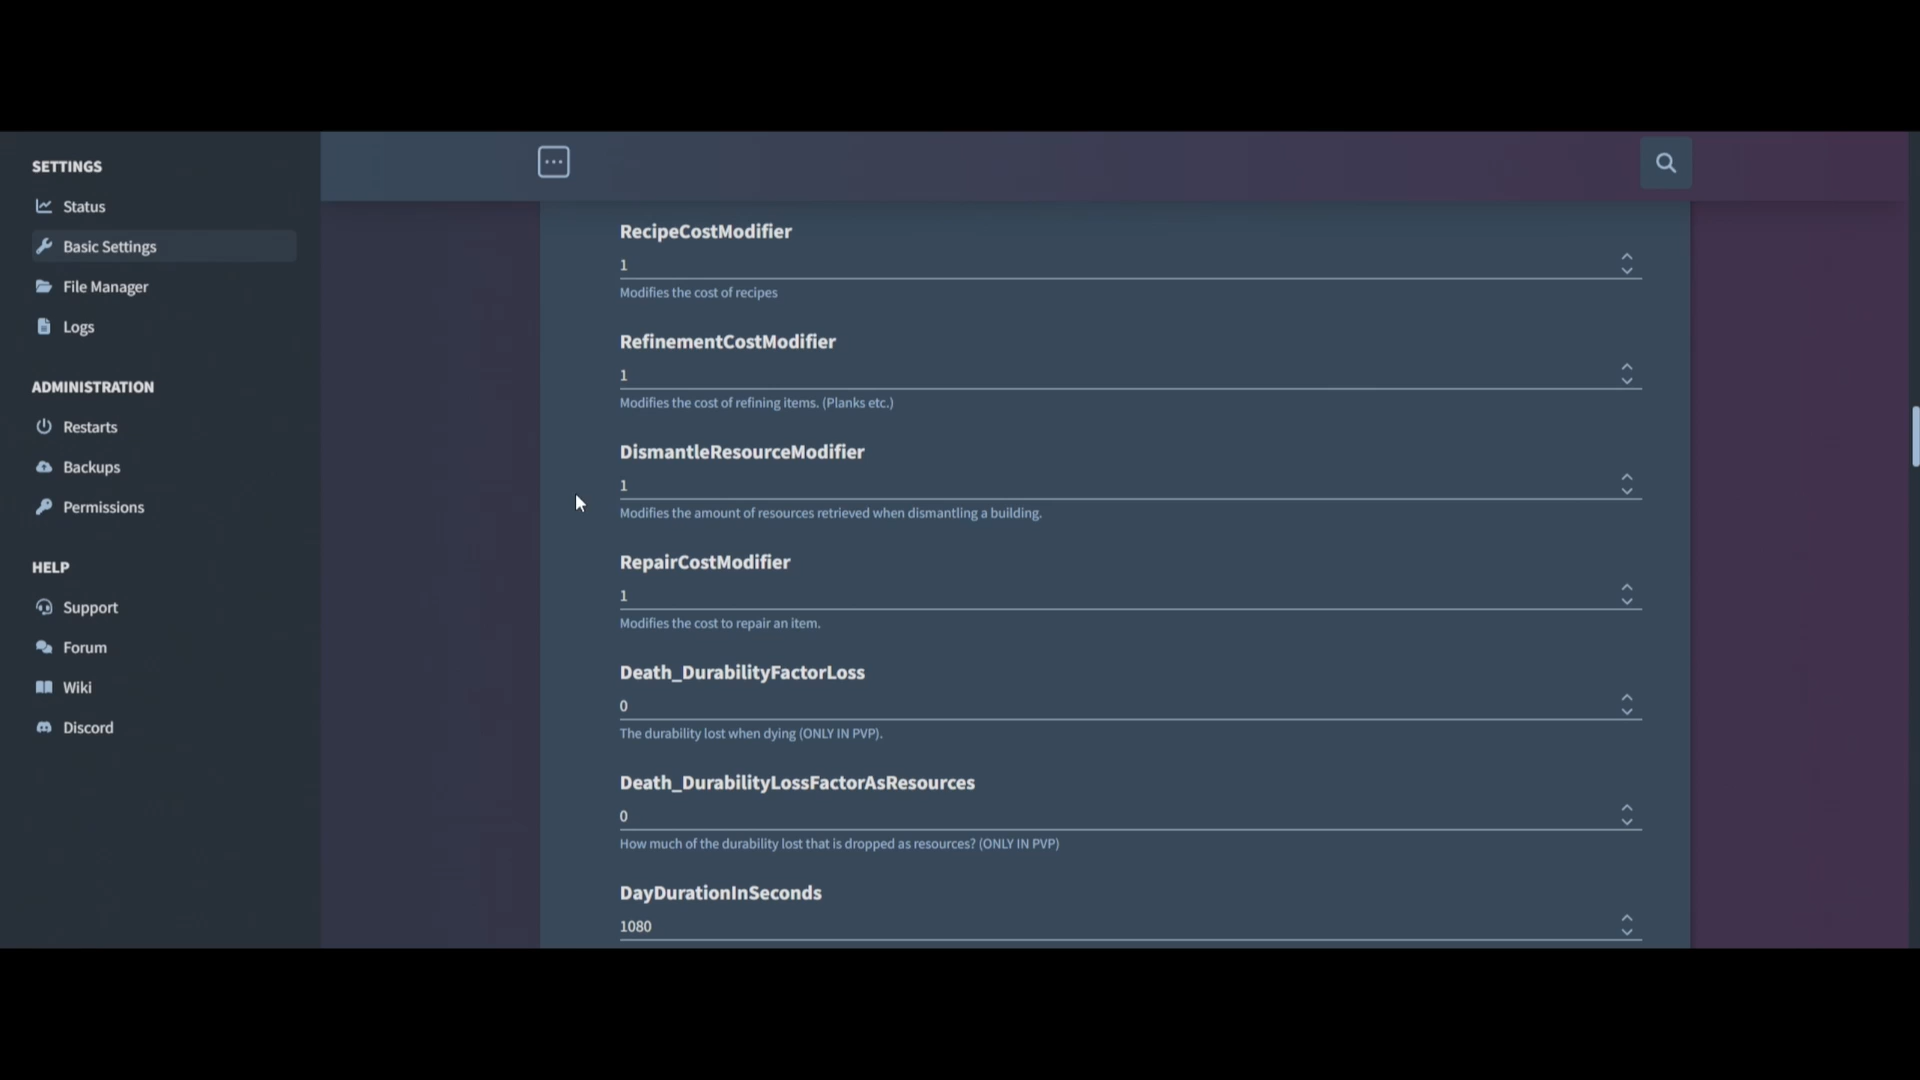 SETTINGS
Status
Basic Settings
File Manager
Logs
ADMINISTRATION
Restarts
Backups
Permissions
HELP
Support
Forum
Wiki
Discord
RecipeCostModifier
1
Modifies the cost of recipes
RefinementCostModifier
1
Modifies the cost of refining items. (Planks etc.)
DismantleResourceModifier
1
Modifies the amount of resources retrieved when dismantling a building.
RepairCostModifier
1
Modifies the cost to repair an item.
Death_DurabilityFactorLoss
0
The durability lost when dying (ONLY IN PVP).
Death_DurabilityLossFactorAsResources
0
How much of the durability lost that is dropped as resources? (ONLY IN PVP)
DayDurationInSeconds
1080